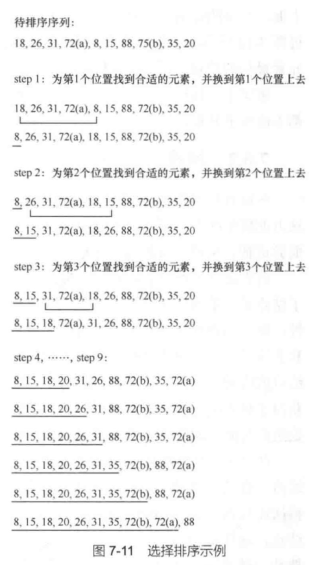 待排序序列:
18, 26, 31, 72(a), 8, 15, 88, 75(b), 35, 20
step 1: 为第1个位置找到合适的元素，并换到第1个位置上去
18, 26, 31, 72(a), 8, 15, 88, 72(b), 35, 20
8, 26, 31, 72(a), 18, 15, 88, 72(b), 35, 20
step 2: 为第2个位置找到合适的元素，并换到第2个位置上去
8, 26, 31, 72(a), 18, 15, 88, 72(b), 35, 20
8, 15, 31, 72(a), 18, 26, 88, 72(b), 35, 20
step 3: 为第3个位置找到合适的元素，并换到第3个位置上去
8, 15, 31, 72(a), 18, 26, 88, 72(b), 35, 20
8, 15, 18, 72(a), 31, 26, 88, 72(b), 35, 20
step 4, ……, step 9:
8, 15, 18, 20, 31, 26, 88, 72(b), 35, 72(a)
8, 15, 18, 20, 26, 31, 88, 72(b), 35, 72(a)
8, 15, 18, 20, 26, 31, 88, 72(b), 35, 72(a)
8, 15, 18, 20, 26, 31, 35, 72(b), 88, 72(a)
8, 15, 18, 20, 26, 31, 35, 72(b), 88, 72(a)
8, 15, 18, 20, 26, 31, 35, 72(b), 72(a), 88
图 7-11 选择排序示例